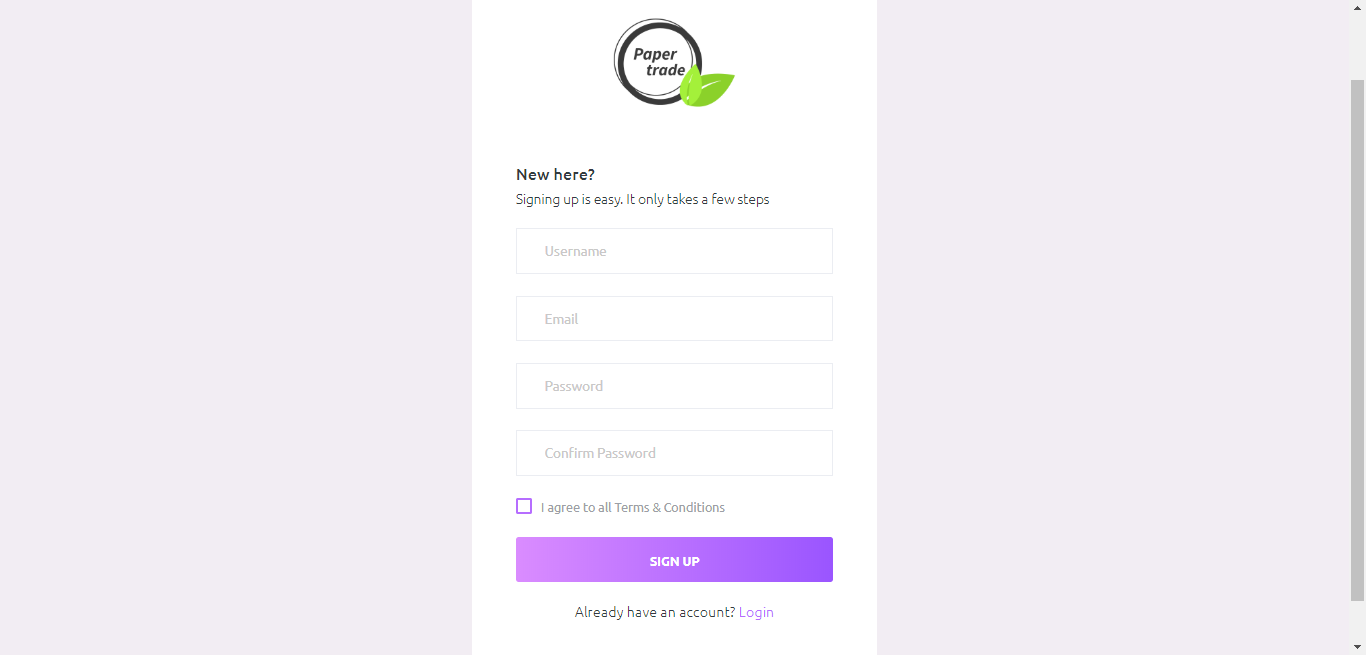 Paper
trade
New here?
Signing up is easy. It only takes a few steps
Username
Email
Password
Confirm Password
I agree to all Terms & Conditions
SIGN UP
Already have an account? Login